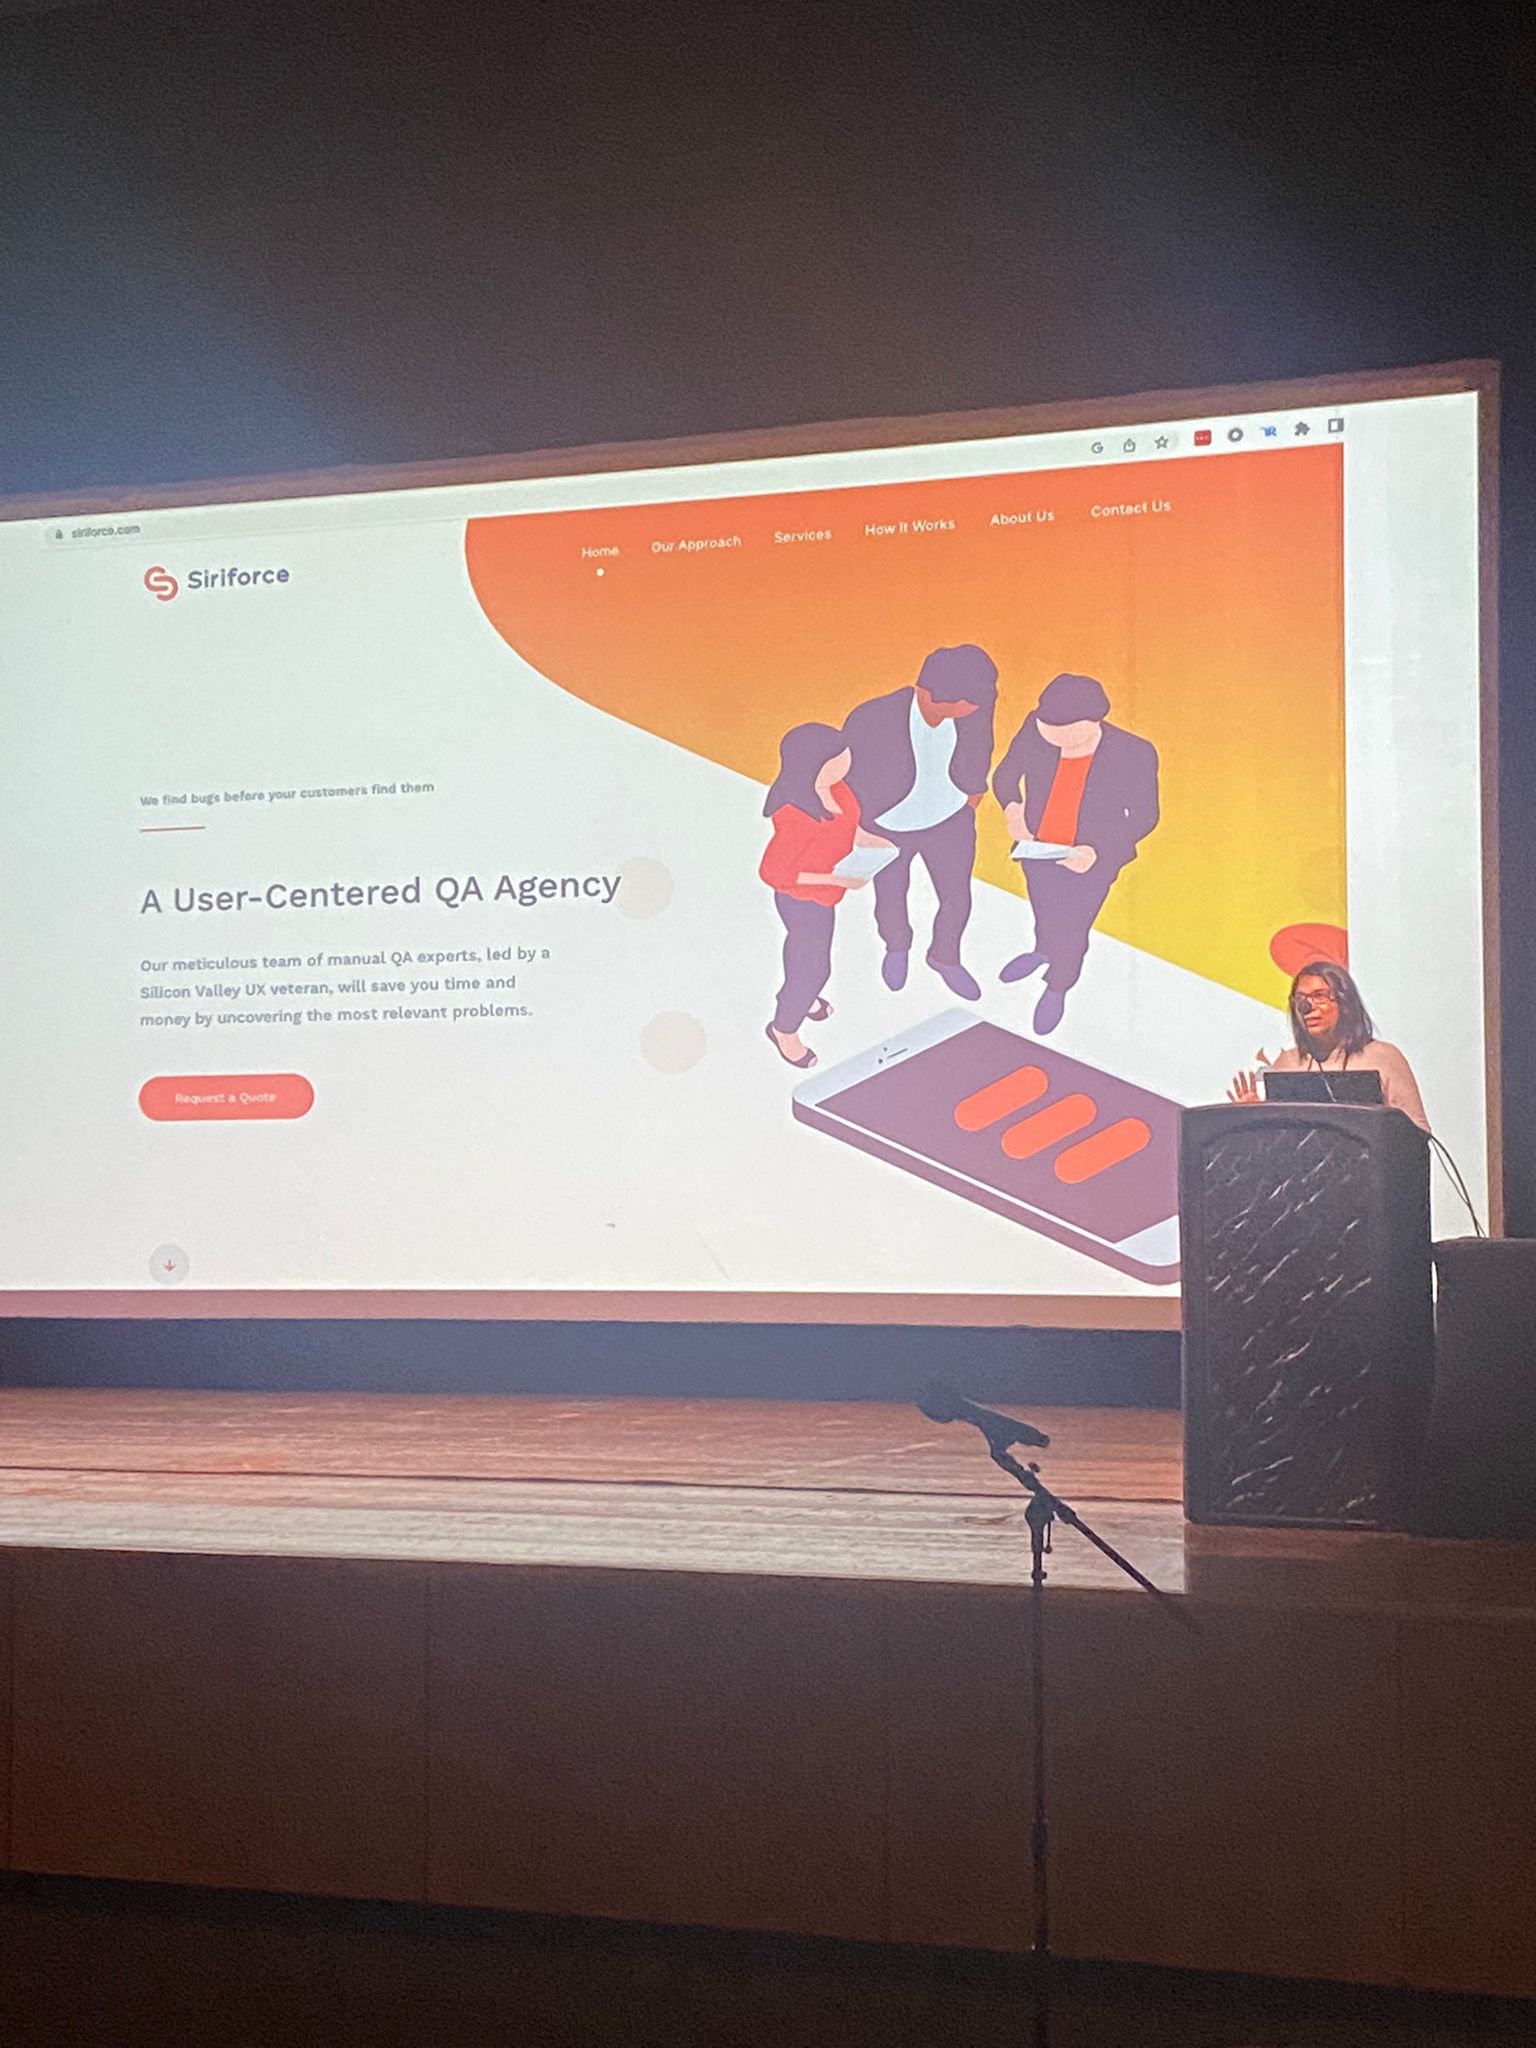 siriforce.com
Siriforce
Home Our Approach Services How It Works About Us Contact Us
We find bugs before your customers find them
A User-Centered QA Agency
Our meticulous team of manual QA experts, led by a
Silicon Valley UX veteran, will save you time and
money by uncovering the most relevant problems.
Request a Quote